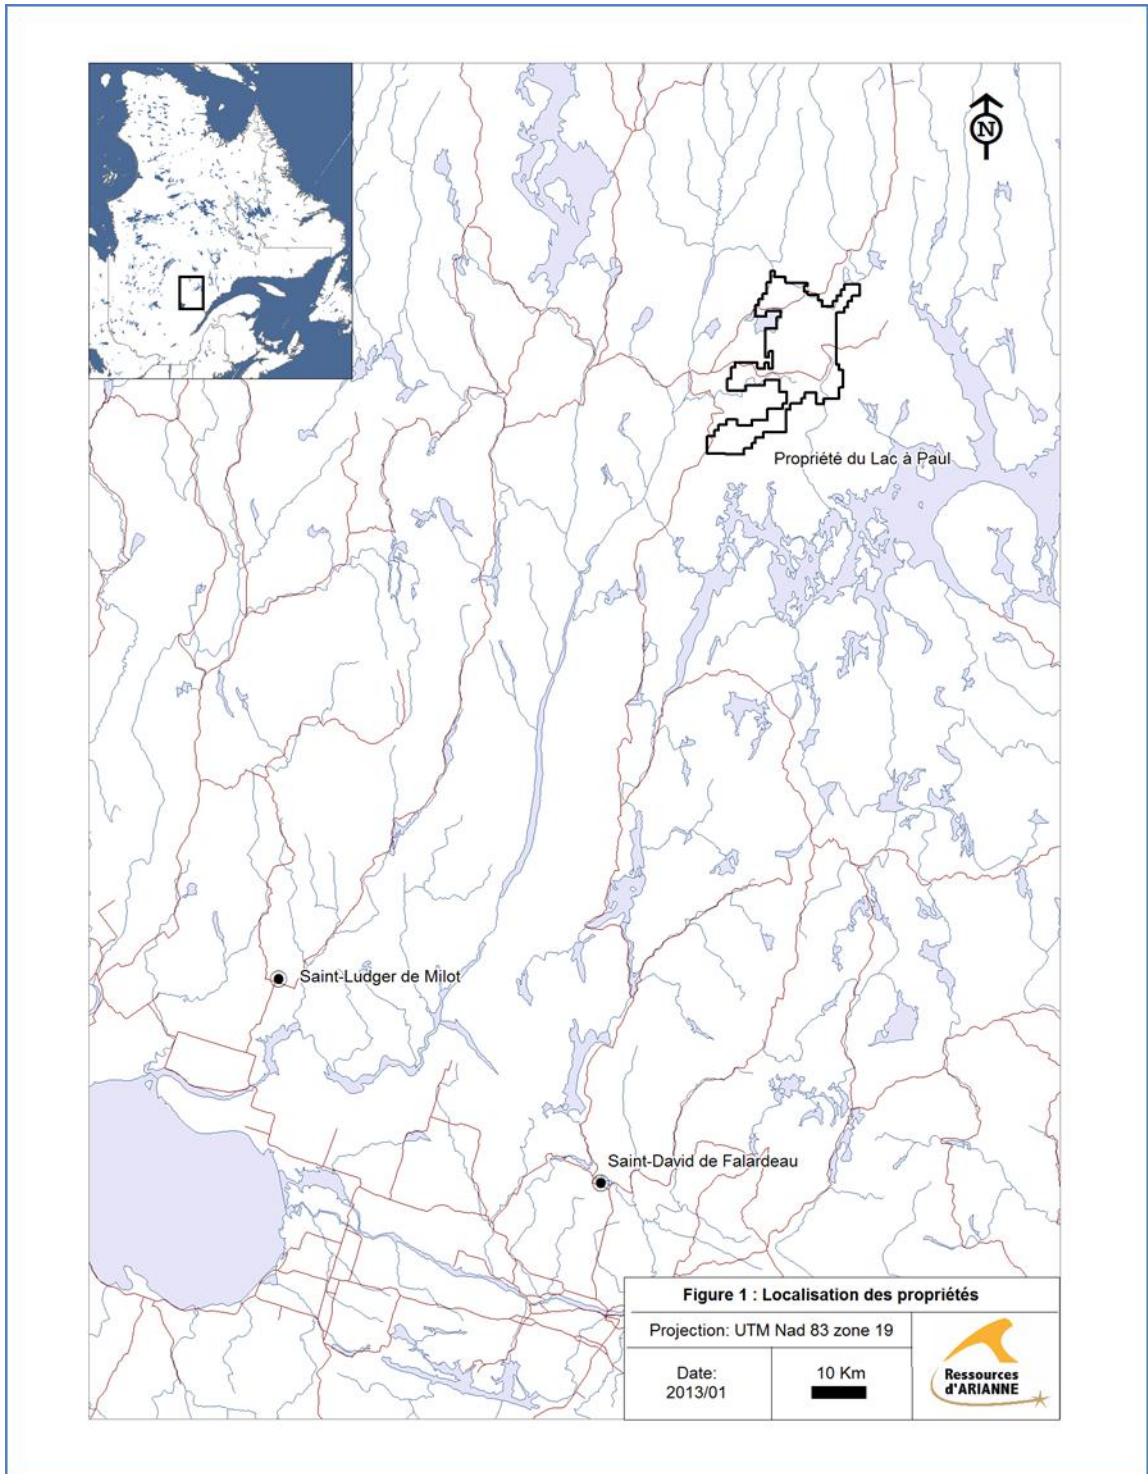 N
Propriété du Lac à Paul
Saint-Ludger de Milot
Saint-David de Falardeau
Figure 1 : Localisation des propriétés
Projection: UTM Nad 83 zone 19
Date:
2013/01
10 Km
Ressources
d'ARIANNE